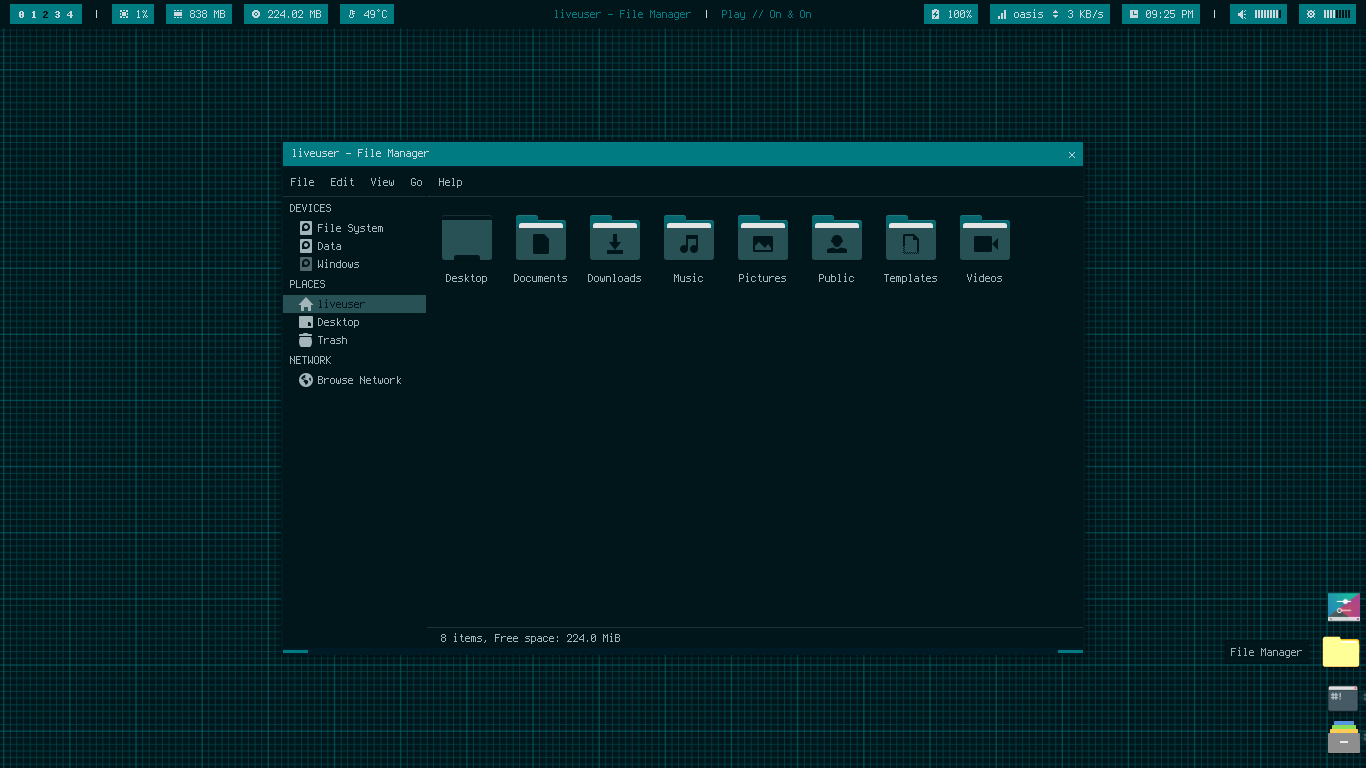 0 1 2 3 4 | 1% 838 MB 224.02 MB 49°C liveuser - File Manager | Play // On & On 100% oasis 3 KB/s 09:25 PM |
liveuser - File Manager
File Edit View Go Help
DEVICES
File System
Data
Windows
PLACES
liveuser
Desktop
Trash
NETWORK
Browse Network
Desktop Documents Downloads Music Pictures Public Templates Videos
8 items, Free space: 224.0 MiB
File Manager
#!